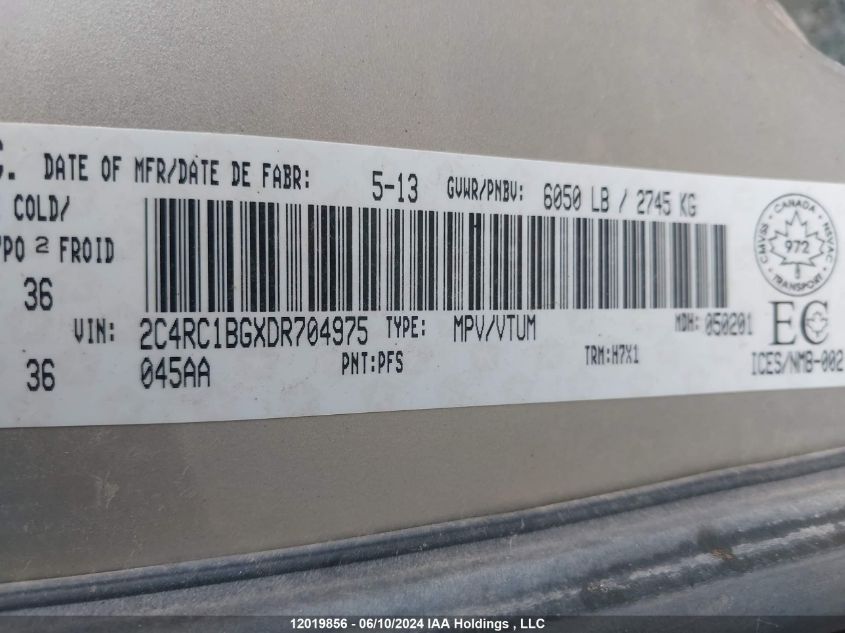 DATE OF MFR/DATE DE FABR: 5-13 GVWR/PNBV: 6050 LB / 2745 KG
COLD/
2 FROID
36
VIN: 2C4RC1BGXDR704975 TYPE: MPV/VTUM MDH: 050201
36 045AA PNT:PFS TRM:H7X1 ICES/NMB-002
CANADA
CMVSS NSVAC
972
TRANSPORT
EC
12019856 - 06/10/2024 IAA Holdings , LLC